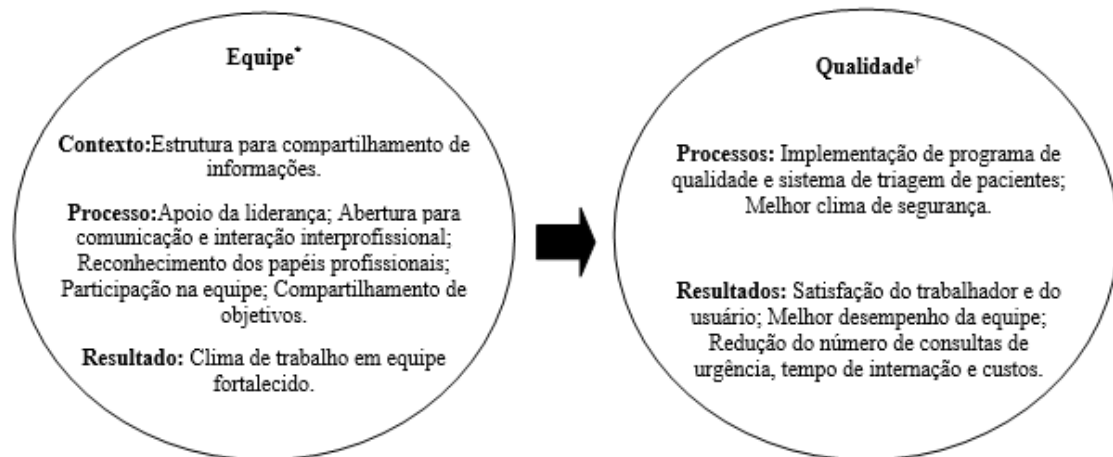 Equipe*
Contexto:Estrutura para compartilhamento de
informações.
Processo:Apoio da liderança; Abertura para
comunicação e interação interprofissional;
Reconhecimento dos papéis profissionais;
Participação na equipe; Compartilhamento de
objetivos.
Resultado: Clima de trabalho em equipe
fortalecido.
Qualidade†
Processos: Implementação de programa de
qualidade e sistema de triagem de pacientes;
Melhor clima de segurança.
Resultados: Satisfação do trabalhador e do
usuário; Melhor desempenho da equipe;
Redução do número de consultas de
urgência, tempo de internação e custos.